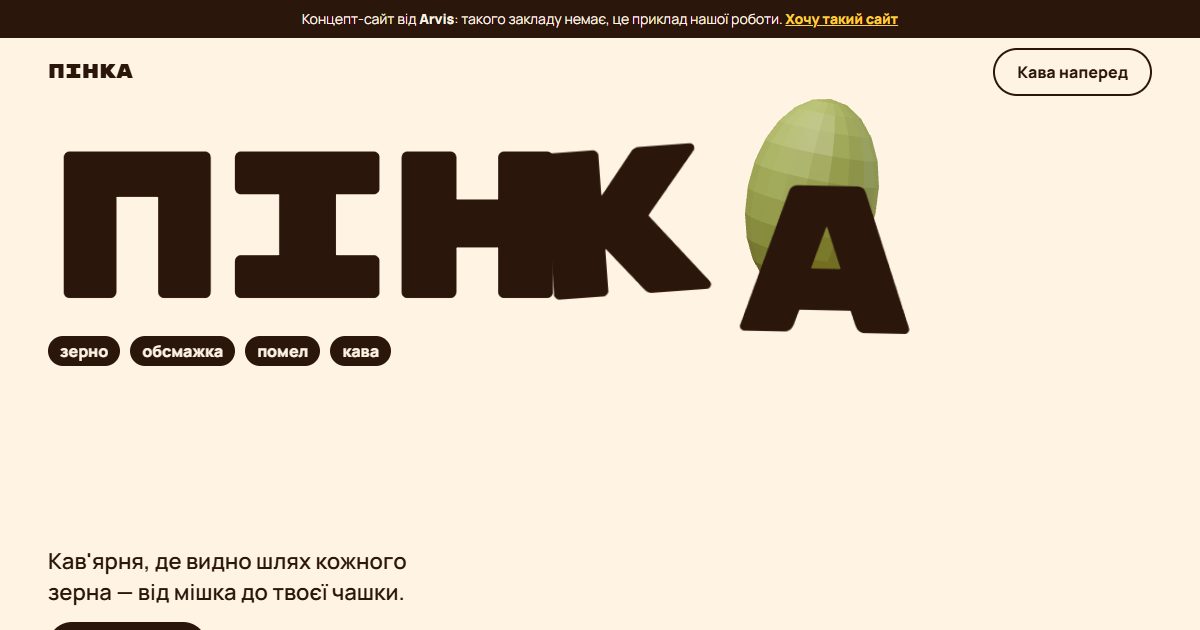 Концепт-сайт від Arvis: такого закладу немає, це приклад нашої роботи. Хочу такий сайт
ПІНКА
Кава наперед
ПІНКА
зерно обсмажка помел кава
Кав'ярня, де видно шлях кожного
зерна — від мішка до твоєї чашки.